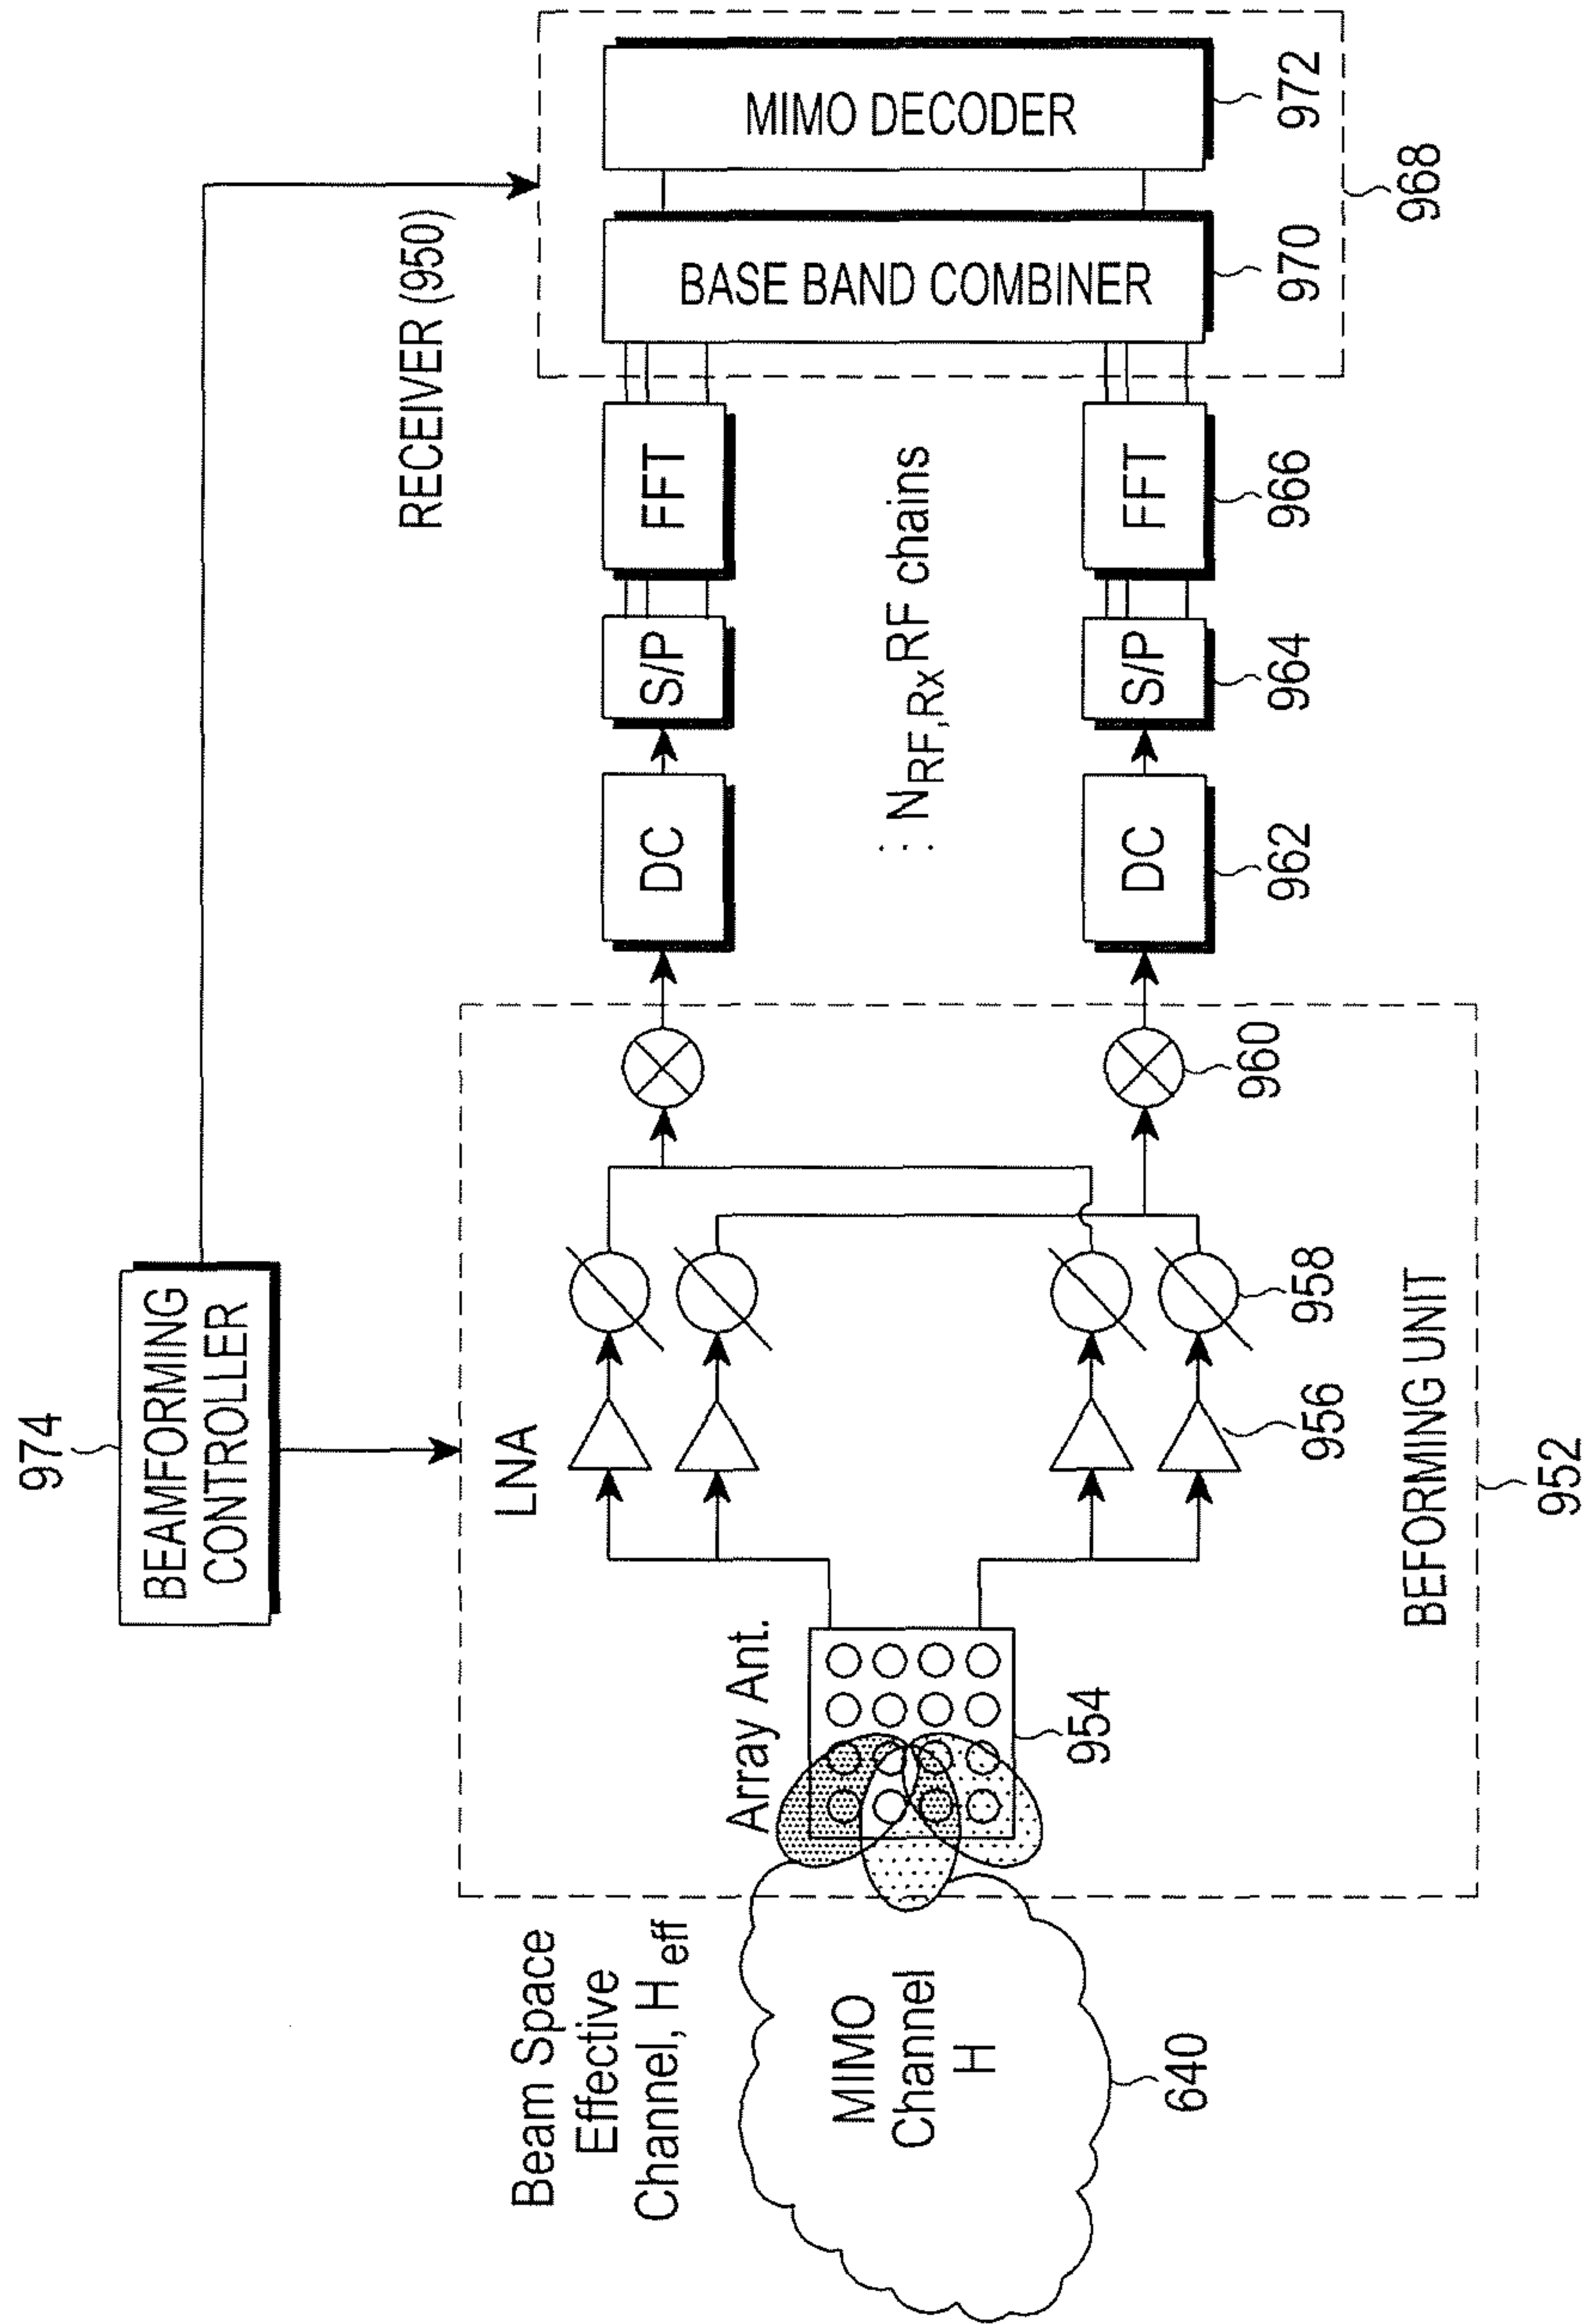 974
BEAMFORMING
CONTROLLER
RECEIVER (950)
Beam Space
Effective
Channel, H eff
LNA
Array Ant.
MIMO
Channel
H
640
954
956
958
960
BEFORMING UNIT
952
DC
S/P
FFT
⋮ N RF,Rx RF chains
DC
S/P
FFT
962
964
966
BASE BAND COMBINER
MIMO DECODER
970
972
968